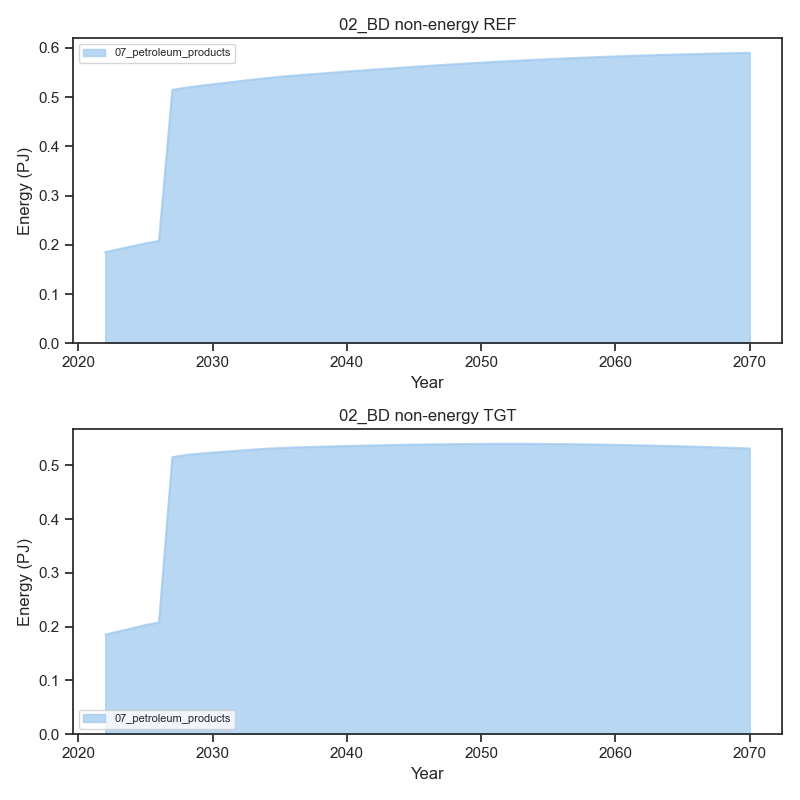 02_BD non-energy REF
07_petroleum_products
0.6
0.5
0.4
0.3
0.2
0.1
0.0
Energy (PJ)
2020 2030 2040 2050 2060 2070
Year
02_BD non-energy TGT
0.5
0.4
0.3
0.2
0.1
0.0
Energy (PJ)
07_petroleum_products
2020 2030 2040 2050 2060 2070
Year